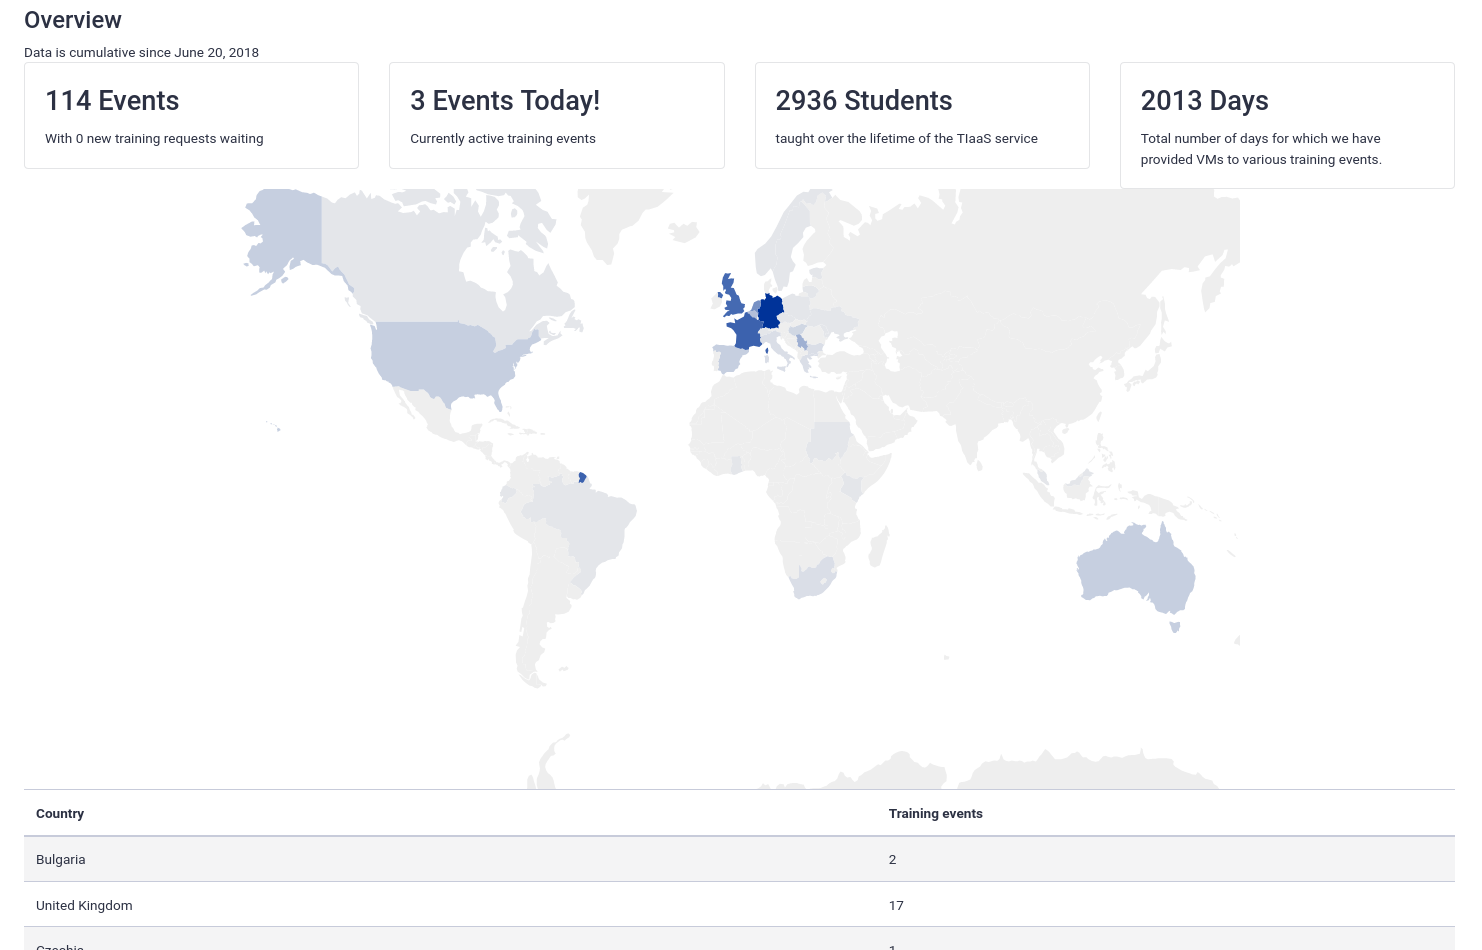 Overview
Data is cumulative since June 20, 2018
114 Events
With 0 new training requests waiting
3 Events Today!
Currently active training events
2936 Students
taught over the lifetime of the TIaaS service
2013 Days
Total number of days for which we have
provided VMs to various training events.
Country Training events
Bulgaria 2
United Kingdom 17
Czechia 1